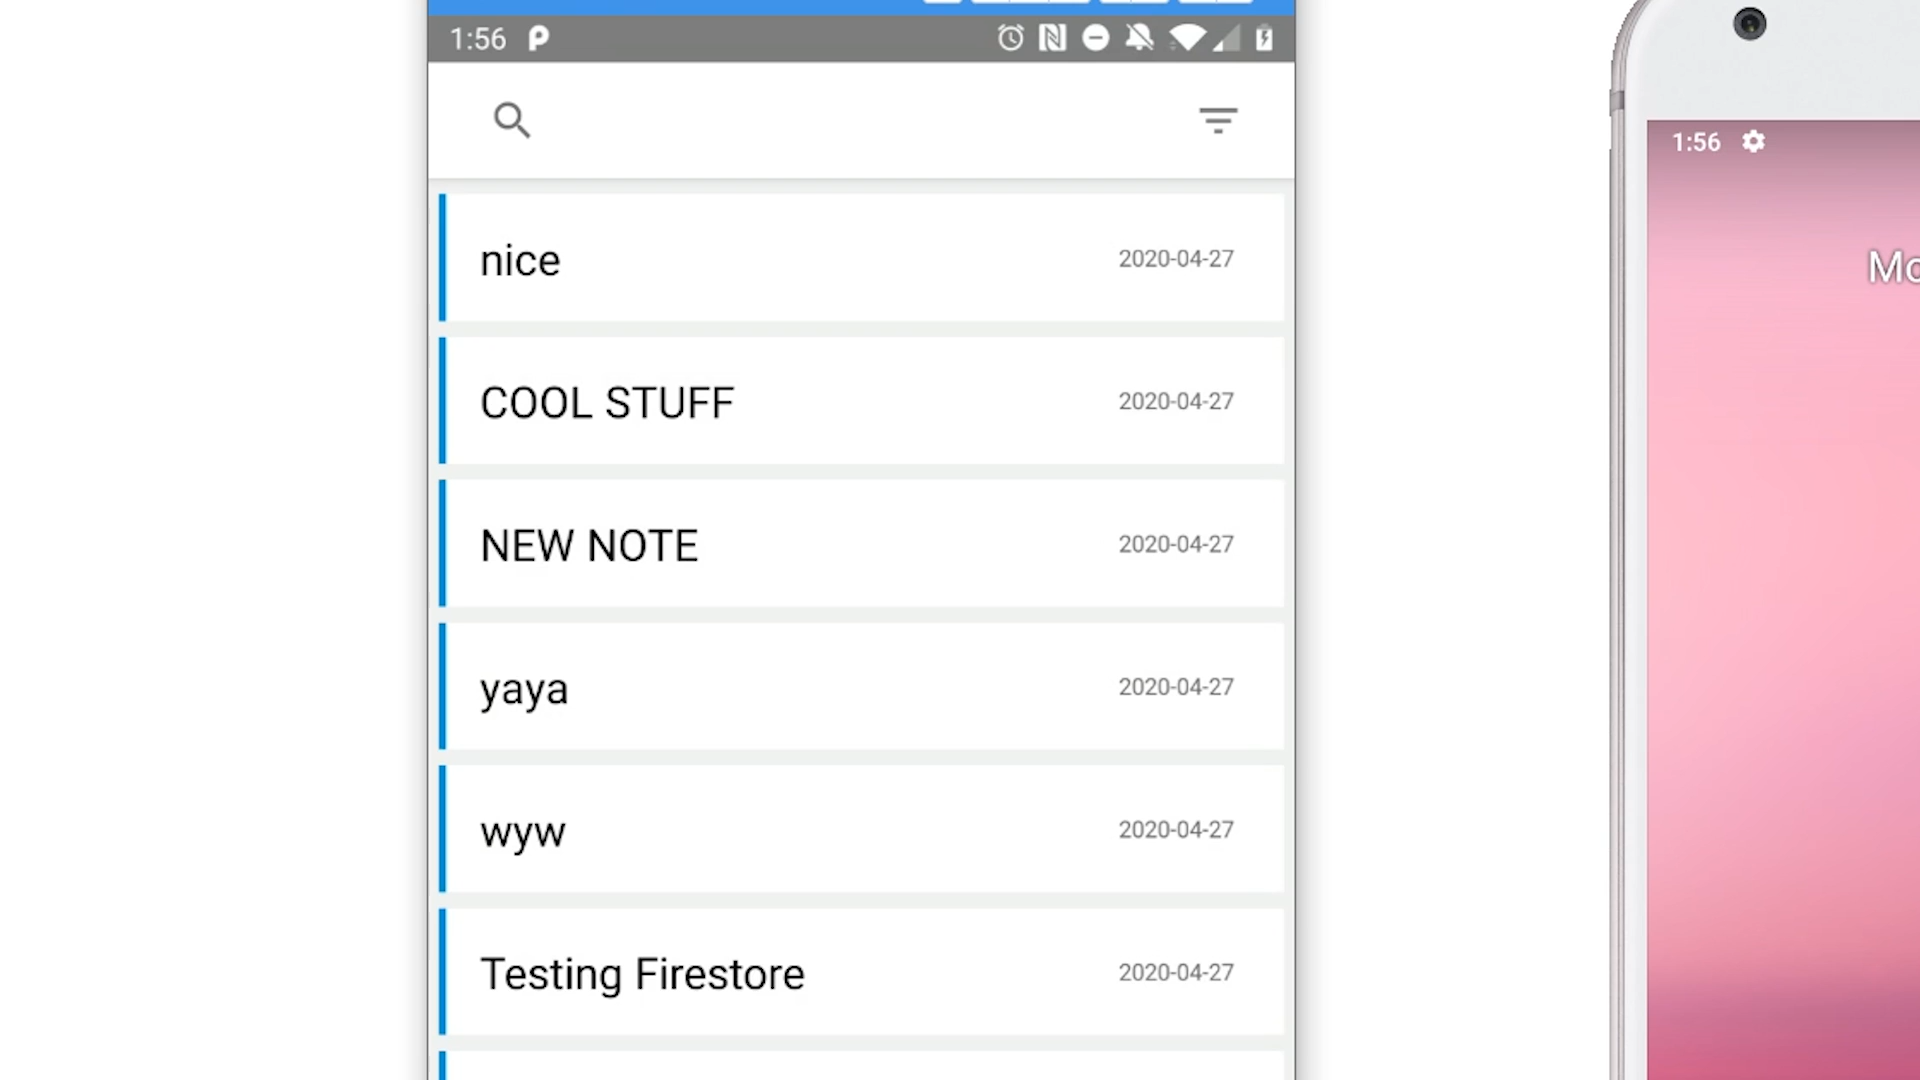 1:56
nice 2020-04-27
COOL STUFF 2020-04-27
NEW NOTE 2020-04-27
yaya 2020-04-27
wyw 2020-04-27
Testing Firestore 2020-04-27
1:56
Mo